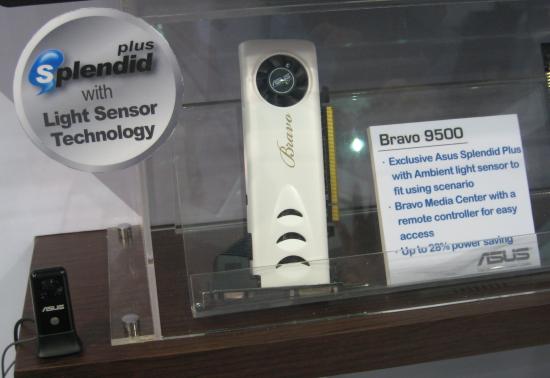 plus
Splendid
with
Light Sensor
Technology
ASUS
Bravo
ASUS
Bravo 9500
· Exclusive Asus Splendid Plus
with Ambient light sensor to
fit using scenario
· Bravo Media Center with a
remote controller for easy
access
· Up to 28% power saving
ASUS